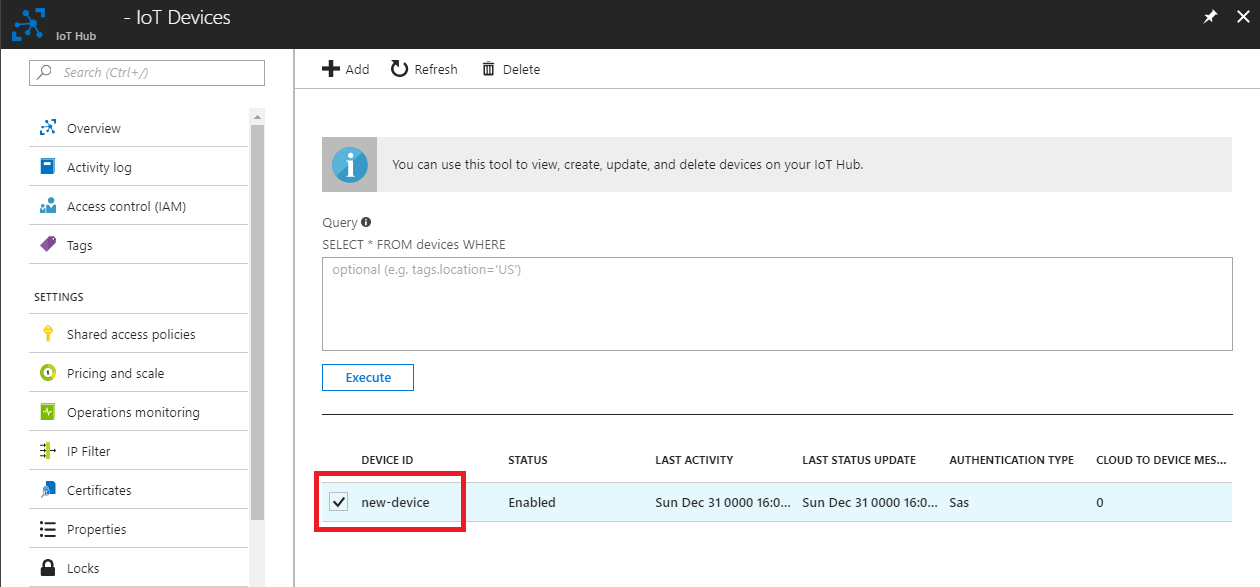 - IoT Devices
IoT Hub
Search (Ctrl+/)
Overview
Activity log
Access control (IAM)
Tags
SETTINGS
Shared access policies
Pricing and scale
Operations monitoring
IP Filter
Certificates
Properties
Locks
Add Refresh Delete
You can use this tool to view, create, update, and delete devices on your IoT Hub.
Query
SELECT * FROM devices WHERE
optional (e.g. tags.location='US')
Execute
DEVICE ID STATUS LAST ACTIVITY LAST STATUS UPDATE AUTHENTICATION TYPE CLOUD TO DEVICE MES...
new-device Enabled Sun Dec 31 0000 16:0... Sun Dec 31 0000 16:0... Sas 0